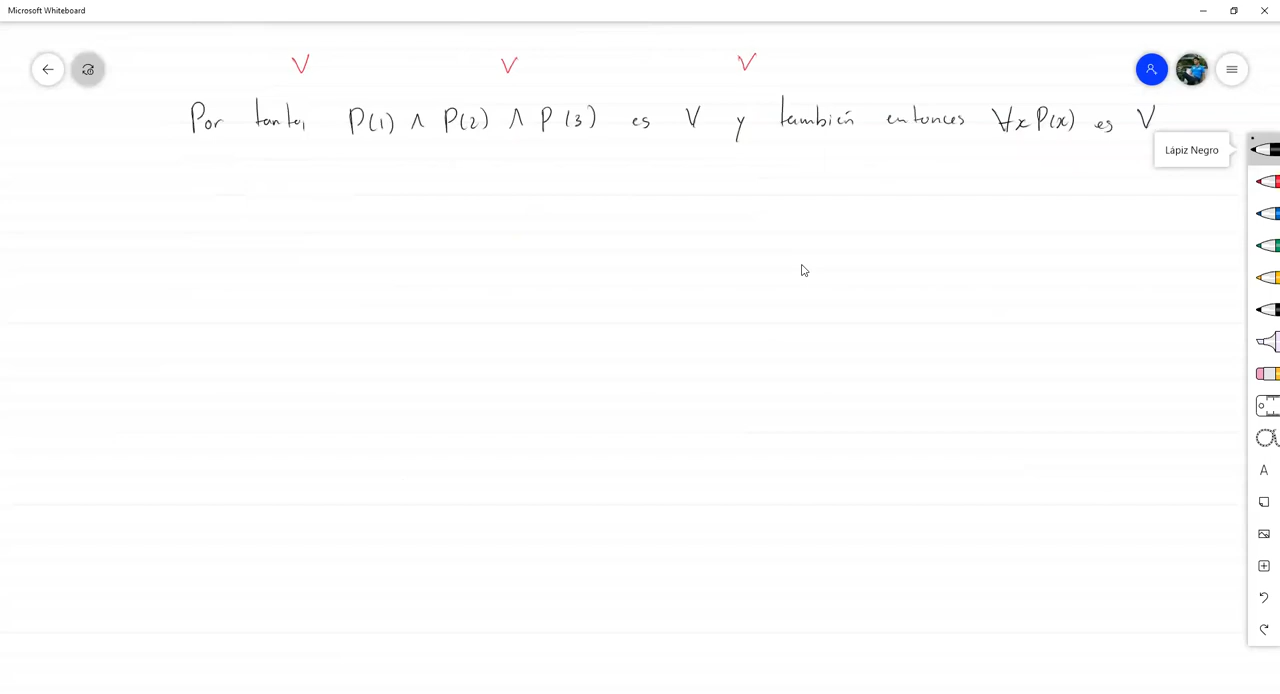 Microsoft Whiteboard
V V V
Por tanto, P(1) ∧ P(2) ∧ P(3) es V y también entonces ∀x P(x) es V
Lápiz Negro
A